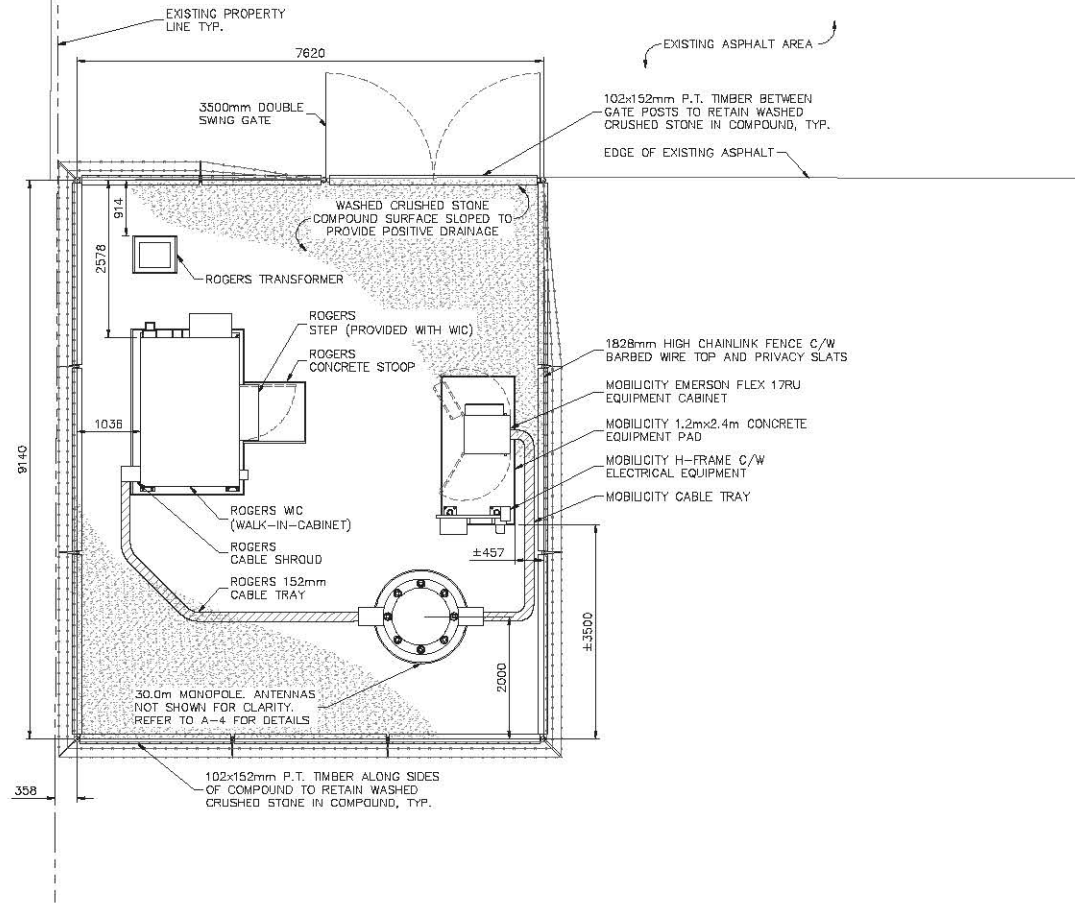 EXISTING PROPERTY
LINE TYP.
EXISTING ASPHALT AREA
7620
3500mm DOUBLE
SWING GATE
102x152mm P.T. TIMBER BETWEEN
GATE POSTS TO RETAIN WASHED
CRUSHED STONE IN COMPOUND, TYP.
EDGE OF EXISTING ASPHALT
WASHED CRUSHED STONE
COMPOUND SURFACE SLOPED TO
PROVIDE POSITIVE DRAINAGE
914
2578
ROGERS TRANSFORMER
ROGERS
STEP (PROVIDED WITH WIC)
ROGERS
CONCRETE STOOP
1828mm HIGH CHAINLINK FENCE C/W
BARBED WIRE TOP AND PRIVACY SLATS
MOBILICITY EMERSON FLEX 17RU
EQUIPMENT CABINET
MOBILICITY 1.2mx2.4m CONCRETE
EQUIPMENT PAD
MOBILICITY H-FRAME C/W
ELECTRICAL EQUIPMENT
MOBILICITY CABLE TRAY
1036
9140
ROGERS WIC
(WALK-IN-CABINET)
ROGERS
CABLE SHROUD
ROGERS 152mm
CABLE TRAY
±457
±3500
2000
30.0m MONOPOLE. ANTENNAS
NOT SHOWN FOR CLARITY.
REFER TO A-4 FOR DETAILS
102x152mm P.T. TIMBER ALONG SIDES
OF COMPOUND TO RETAIN WASHED
CRUSHED STONE IN COMPOUND, TYP.
358